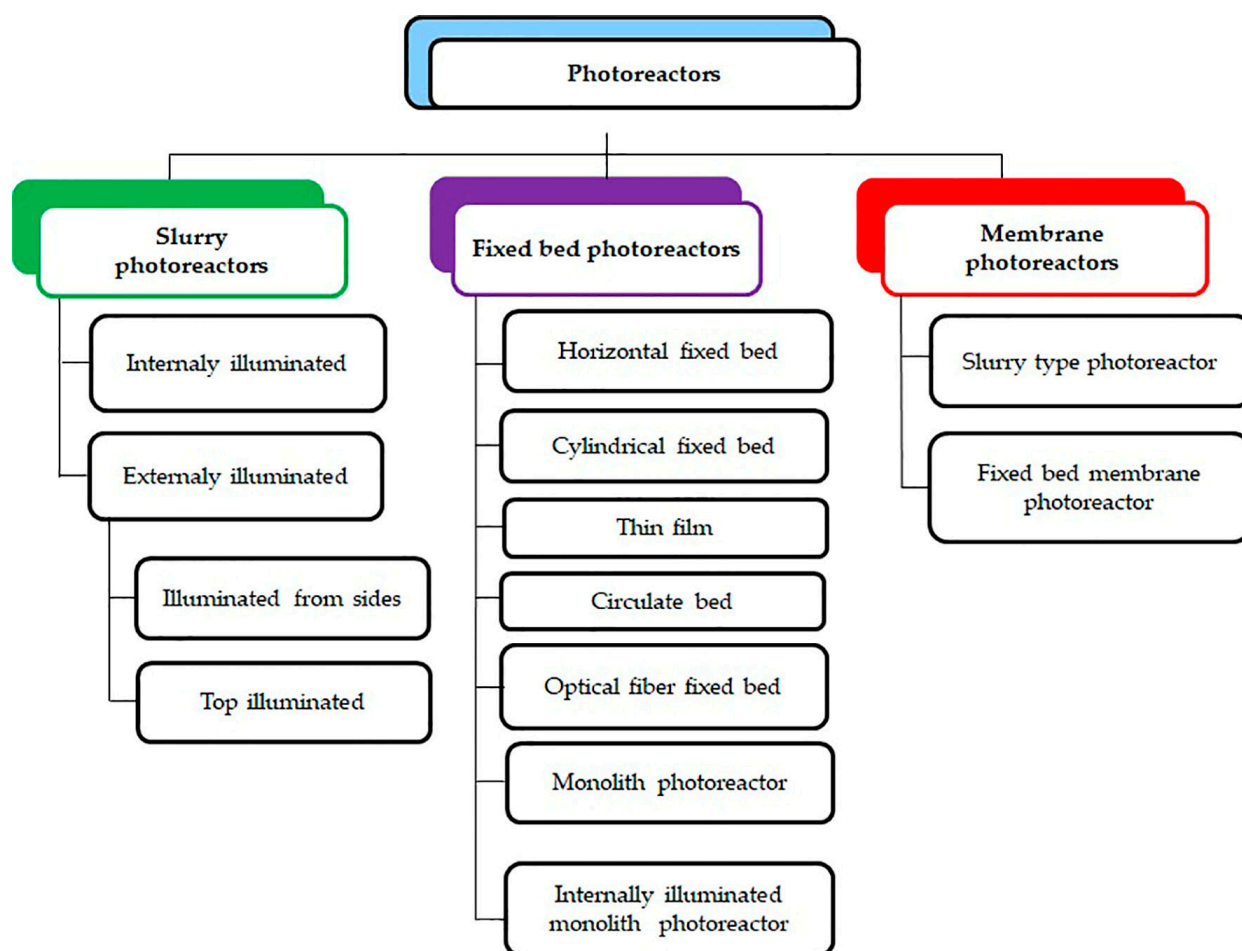 Photoreactors
Slurry
photoreactors
Internaly illuminated
Externaly illuminated
Illuminated from sides
Top illuminated
Fixed bed photoreactors
Horizontal fixed bed
Cylindrical fixed bed
Thin film
Circulate bed
Optical fiber fixed bed
Monolith photoreactor
Internally illuminated
monolith photoreactor
Membrane
photoreactors
Slurry type photoreactor
Fixed bed membrane
photoreactor